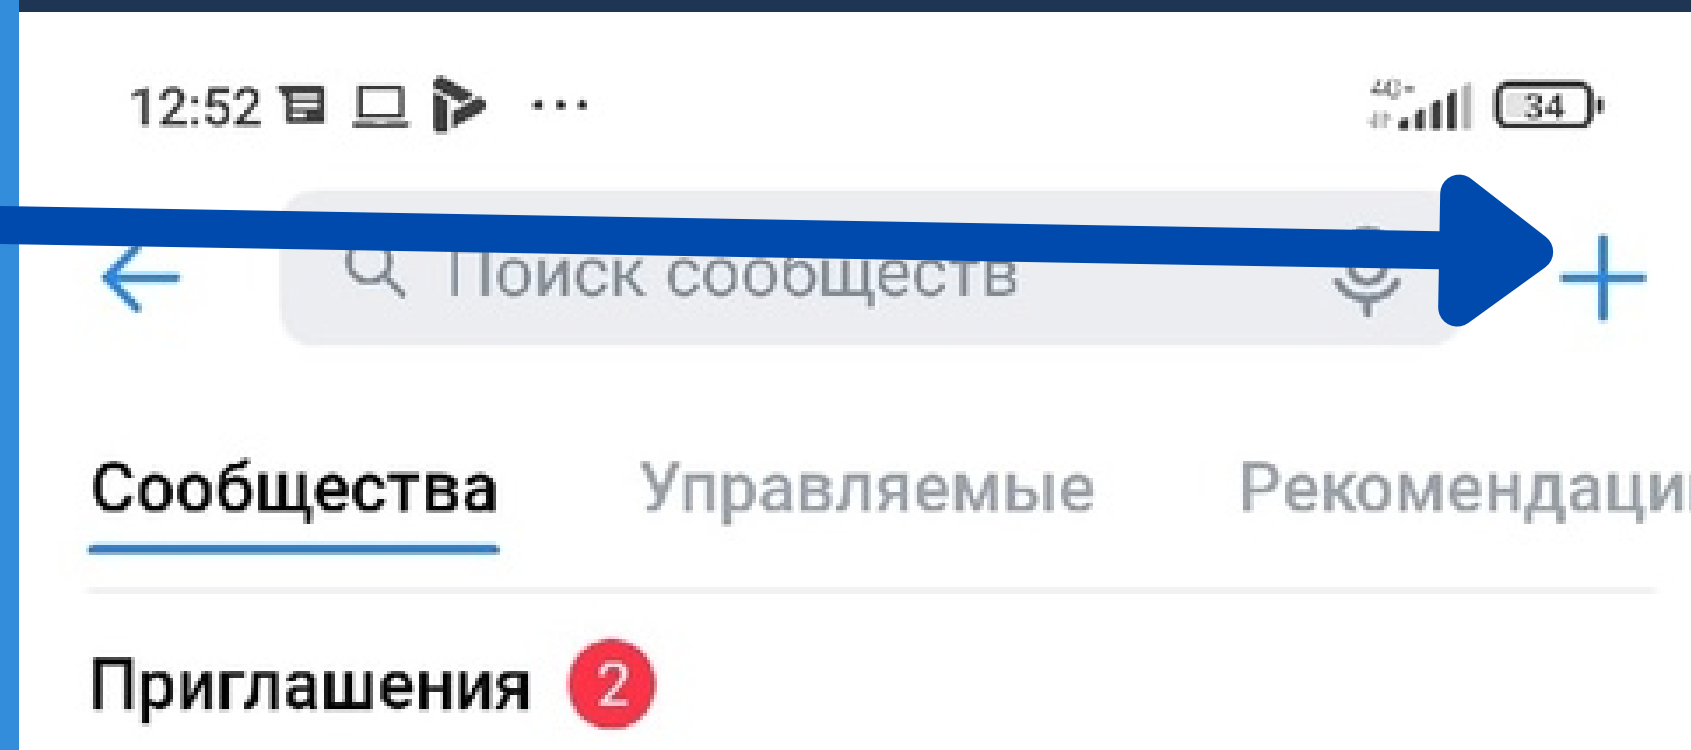 12:52 ... 34
Поиск сообществ
Сообщества Управляемые Рекомендаци
Приглашения 2